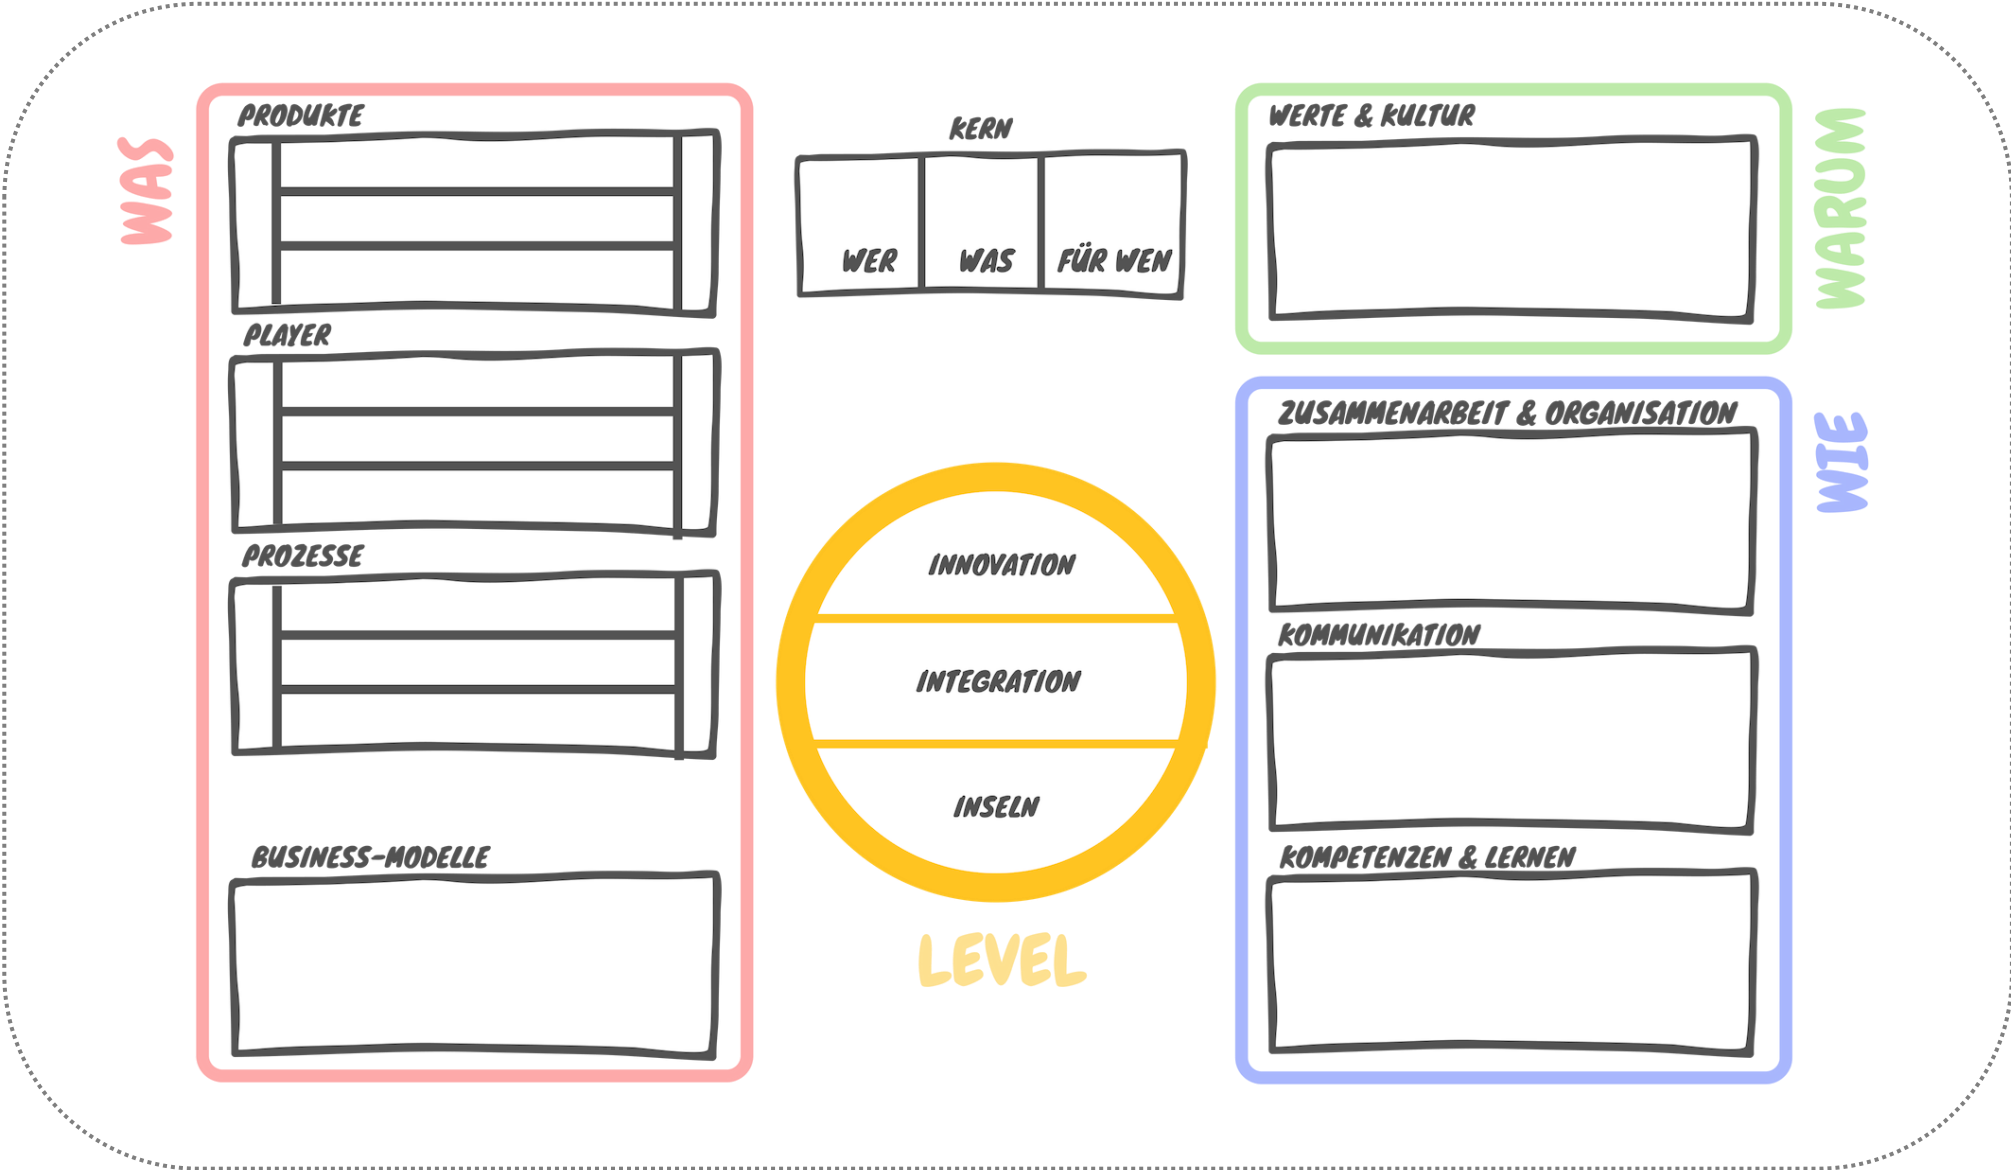 WAS
PRODUKTE
PLAYER
PROZESSE
BUSINESS-MODELLE
KERN
WER
WAS
FÜR WEN
INNOVATION
INTEGRATION
INSELN
LEVEL
WERTE & KULTUR
WARUM
ZUSAMMENARBEIT & ORGANISATION
WIE
KOMMUNIKATION
KOMPETENZEN & LERNEN